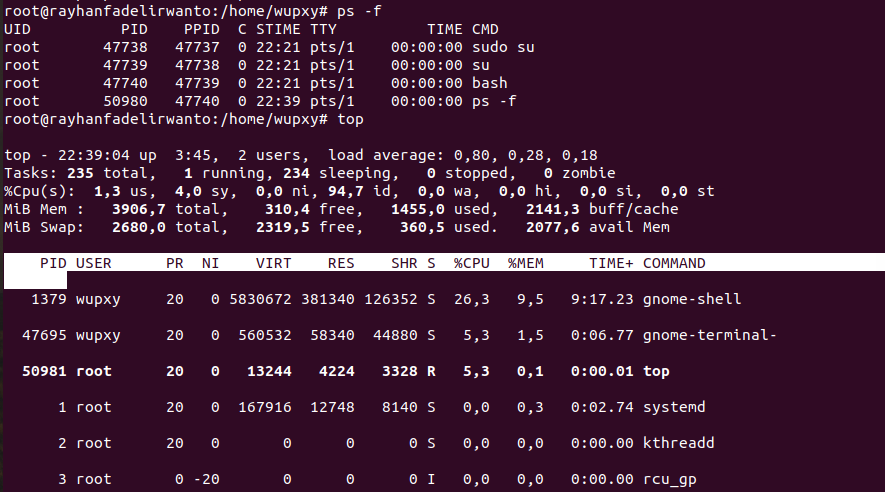 root@rayhanfadelirwanto:/home/wupxy# ps -f
UID          PID    PPID  C STIME TTY          TIME CMD
root       47738   47737  0 22:21 pts/1    00:00:00 sudo su
root       47739   47738  0 22:21 pts/1    00:00:00 su
root       47740   47739  0 22:21 pts/1    00:00:00 bash
root       50980   47740  0 22:39 pts/1    00:00:00 ps -f
root@rayhanfadelirwanto:/home/wupxy# top
top - 22:39:04 up  3:45,  2 users,  load average: 0,80, 0,28, 0,18
Tasks: 235 total,   1 running, 234 sleeping,   0 stopped,   0 zombie
%Cpu(s):  1,3 us,  4,0 sy,  0,0 ni, 94,7 id,  0,0 wa,  0,0 hi,  0,0 si,  0,0 st
MiB Mem :   3906,7 total,    310,4 free,   1455,0 used,   2141,3 buff/cache
MiB Swap:   2680,0 total,   2319,5 free,    360,5 used.   2077,6 avail Mem
    PID USER      PR  NI    VIRT    RES    SHR S  %CPU  %MEM     TIME+ COMMAND
   1379 wupxy     20   0 5830672 381340 126352 S  26,3   9,5   9:17.23 gnome-shell
  47695 wupxy     20   0  560532  58340  44880 S   5,3   1,5   0:06.77 gnome-terminal-
  50981 root      20   0   13244   4224   3328 R   5,3   0,1   0:00.01 top
      1 root      20   0  167916  12748   8140 S   0,0   0,3   0:02.74 systemd
      2 root      20   0       0      0      0 S   0,0   0,0   0:00.00 kthreadd
      3 root       0 -20       0      0      0 I   0,0   0,0   0:00.00 rcu_gp